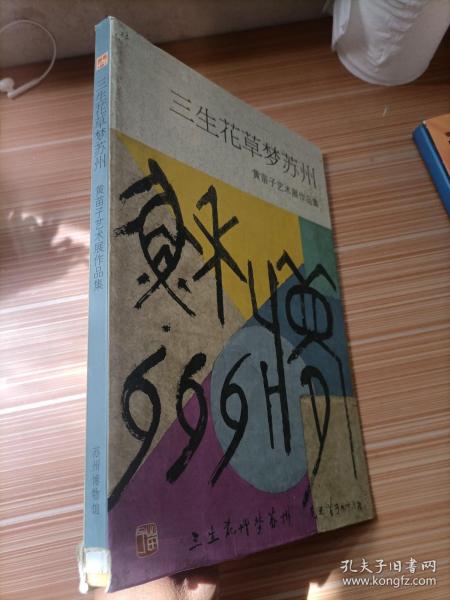 三生花草梦苏州
黄苗子艺术展作品集
三生花草梦苏州
黄苗子艺术展作品集
苏州博物馆
三生花艸梦苏州
孔夫子旧书网
kongfz.com